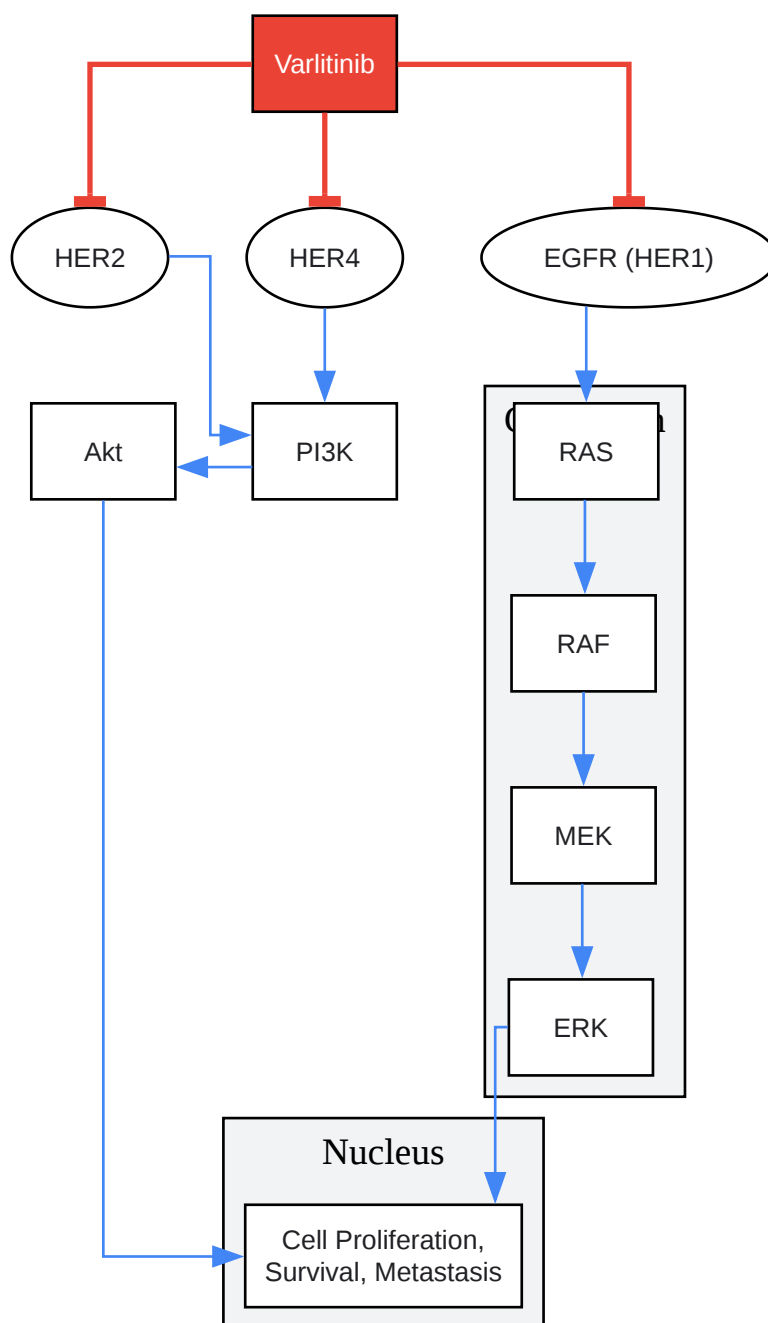 Varlitinib
HER2
HER4
EGFR (HER1)
Akt
PI3K
RAS
RAF
MEK
ERK
Nucleus
Cell Proliferation,
Survival, Metastasis